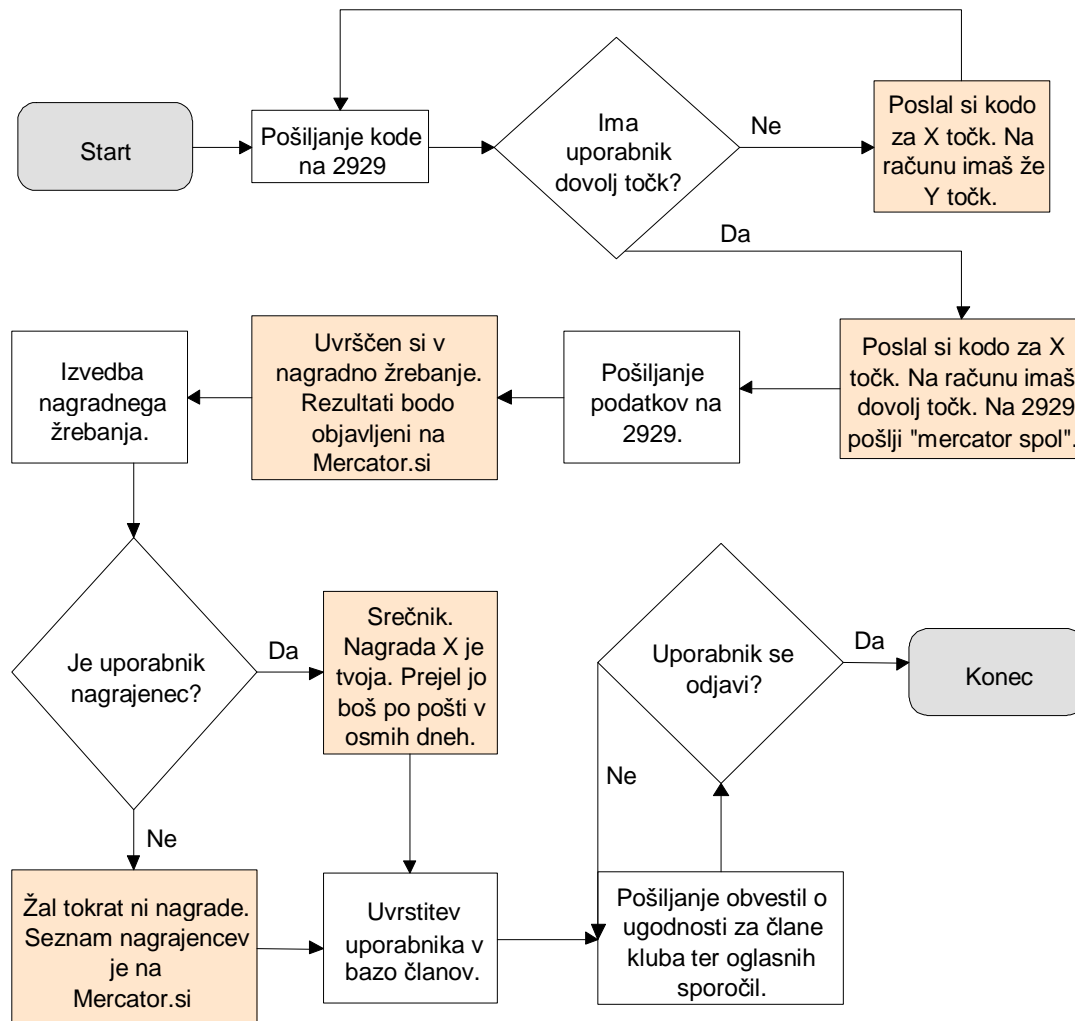 Start
Pošiljanje kode
na 2929
Ima
uporabnik
dovolj točk?
Ne
Poslal si kodo
za X točk. Na
računu imaš že
Y točk.
Da
Poslal si kodo za X
točk. Na računu imaš
dovolj točk. Na 2929
pošlji "mercator spol".
Pošiljanje
podatkov na
2929.
Uvrščen si v
nagradno žrebanje.
Rezultati bodo
objavljeni na
Mercator.si
Izvedba
nagradnega
žrebanja.
Je uporabnik
nagrajenec?
Da
Srečnik.
Nagrada X je
tvoja. Prejel jo
boš po pošti v
osmih dneh.
Ne
Žal tokrat ni nagrade.
Seznam nagrajencev
je na
Mercator.si
Uvrstitev
uporabnika v
bazo članov.
Pošiljanje obvestil o
ugodnosti za člane
kluba ter oglasnih
sporočil.
Uporabnik se
odjavi?
Ne
Da
Konec